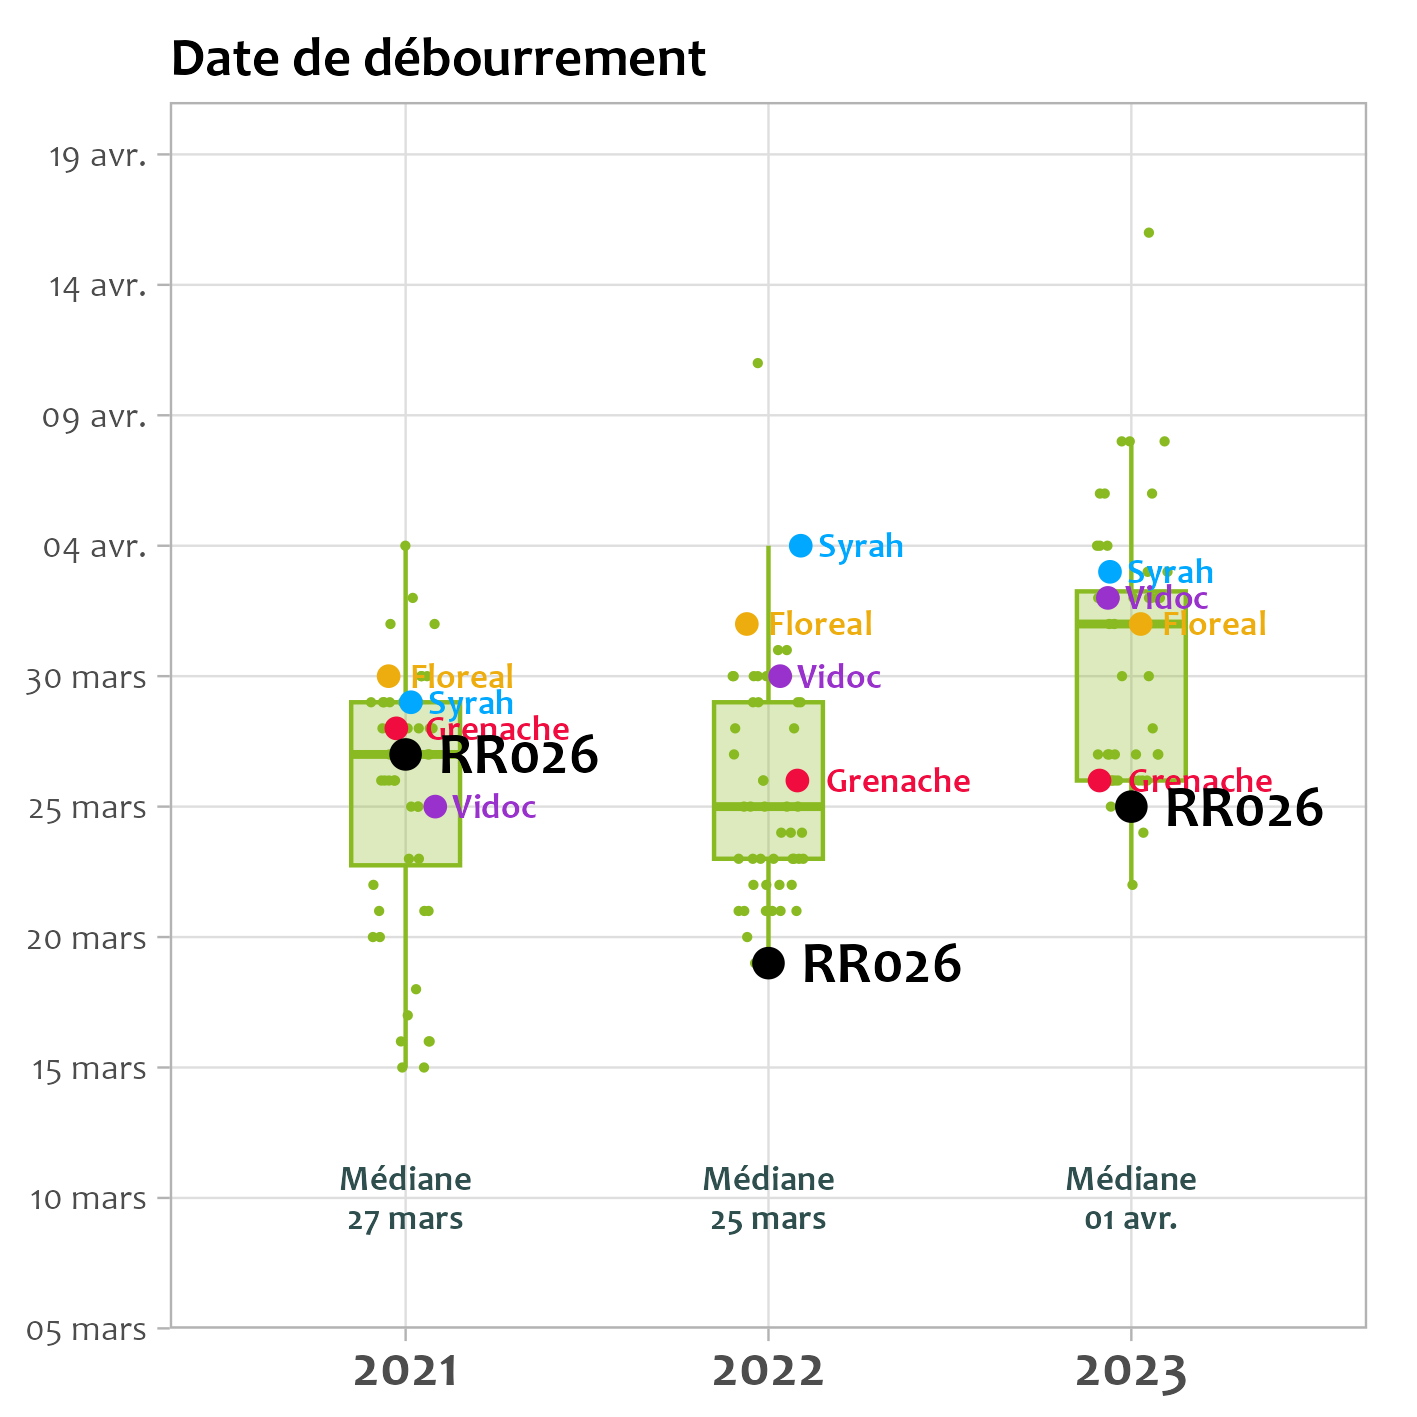 Date de débourrement
19 avr.
14 avr.
09 avr.
04 avr.
30 mars
25 mars
20 mars
15 mars
10 mars
05 mars
Floreal
Syrah
Grenache
RR026
Vidoc
Médiane
27 mars
Syrah
Floreal
Vidoc
Grenache
RR026
Médiane
25 mars
Syrah
Vidoc
Floreal
Grenache
RR026
Médiane
01 avr.
2021
2022
2023